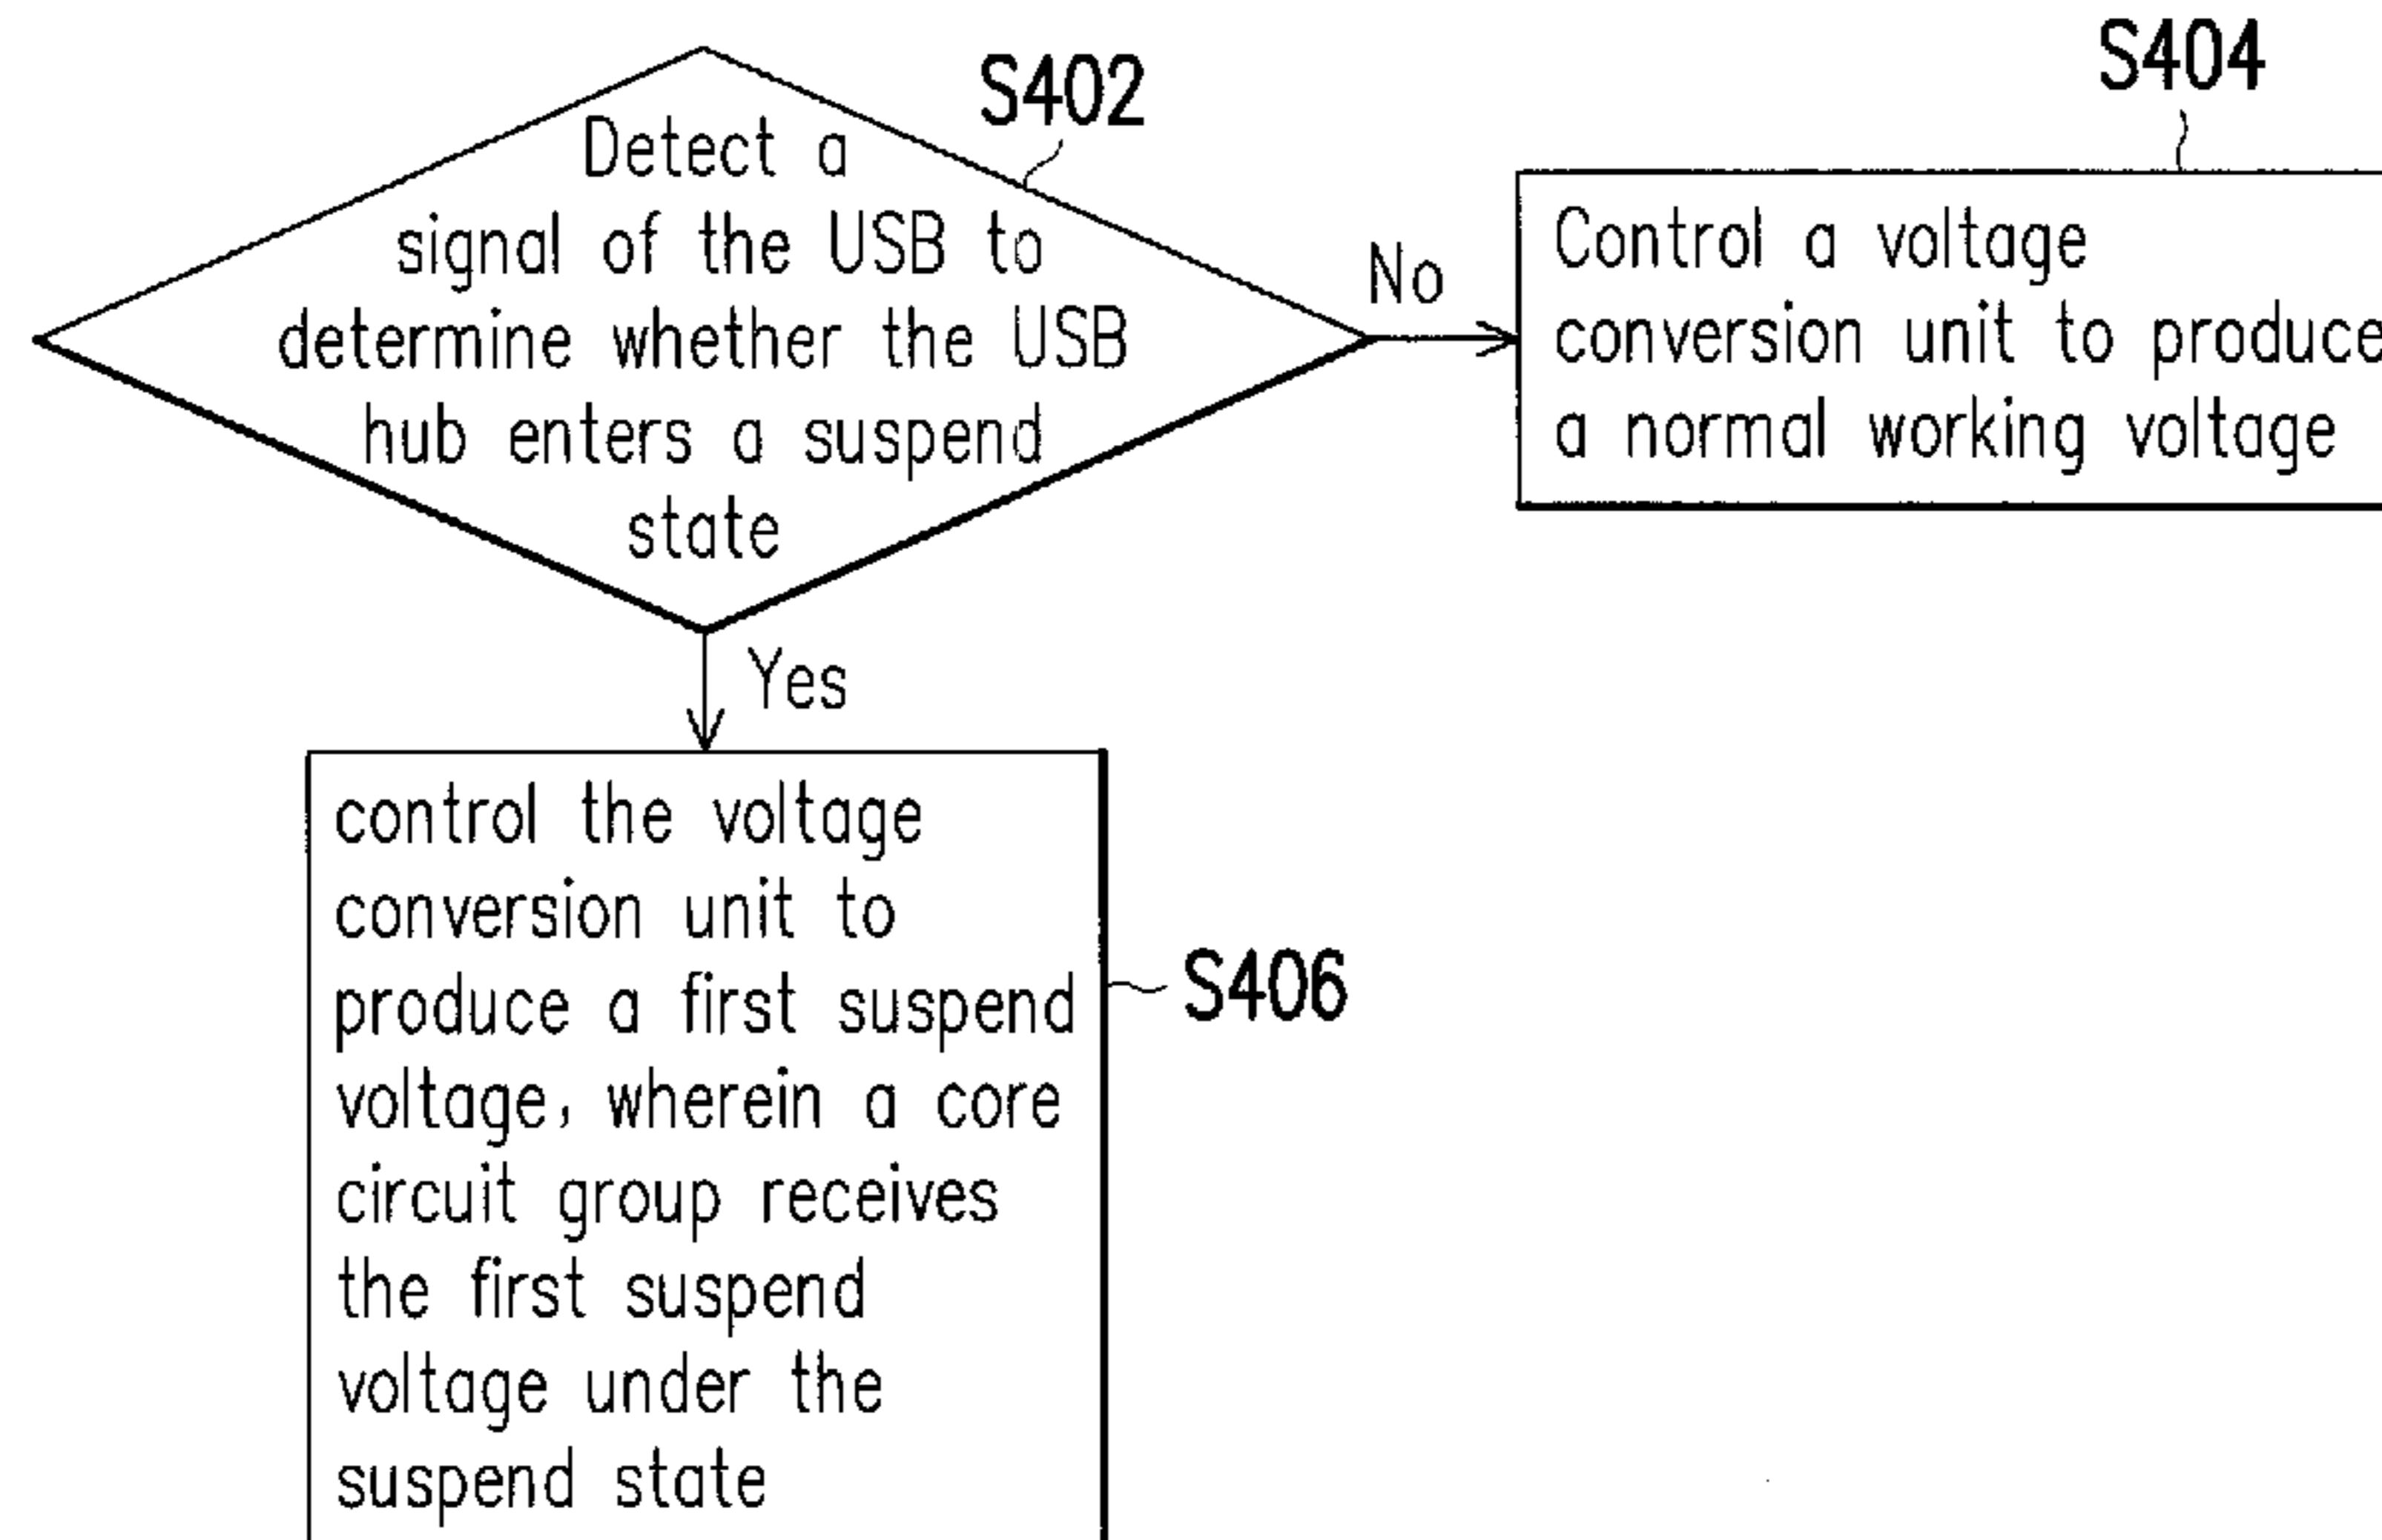 S402
Detect a
signal of the USB to
determine whether the USB
hub enters a suspend
state
No
S404
Control a voltage
conversion unit to produce
a normal working voltage
Yes
control the voltage
conversion unit to
produce a first suspend
voltage, wherein a core
circuit group receives
the first suspend
voltage under the
suspend state
S406